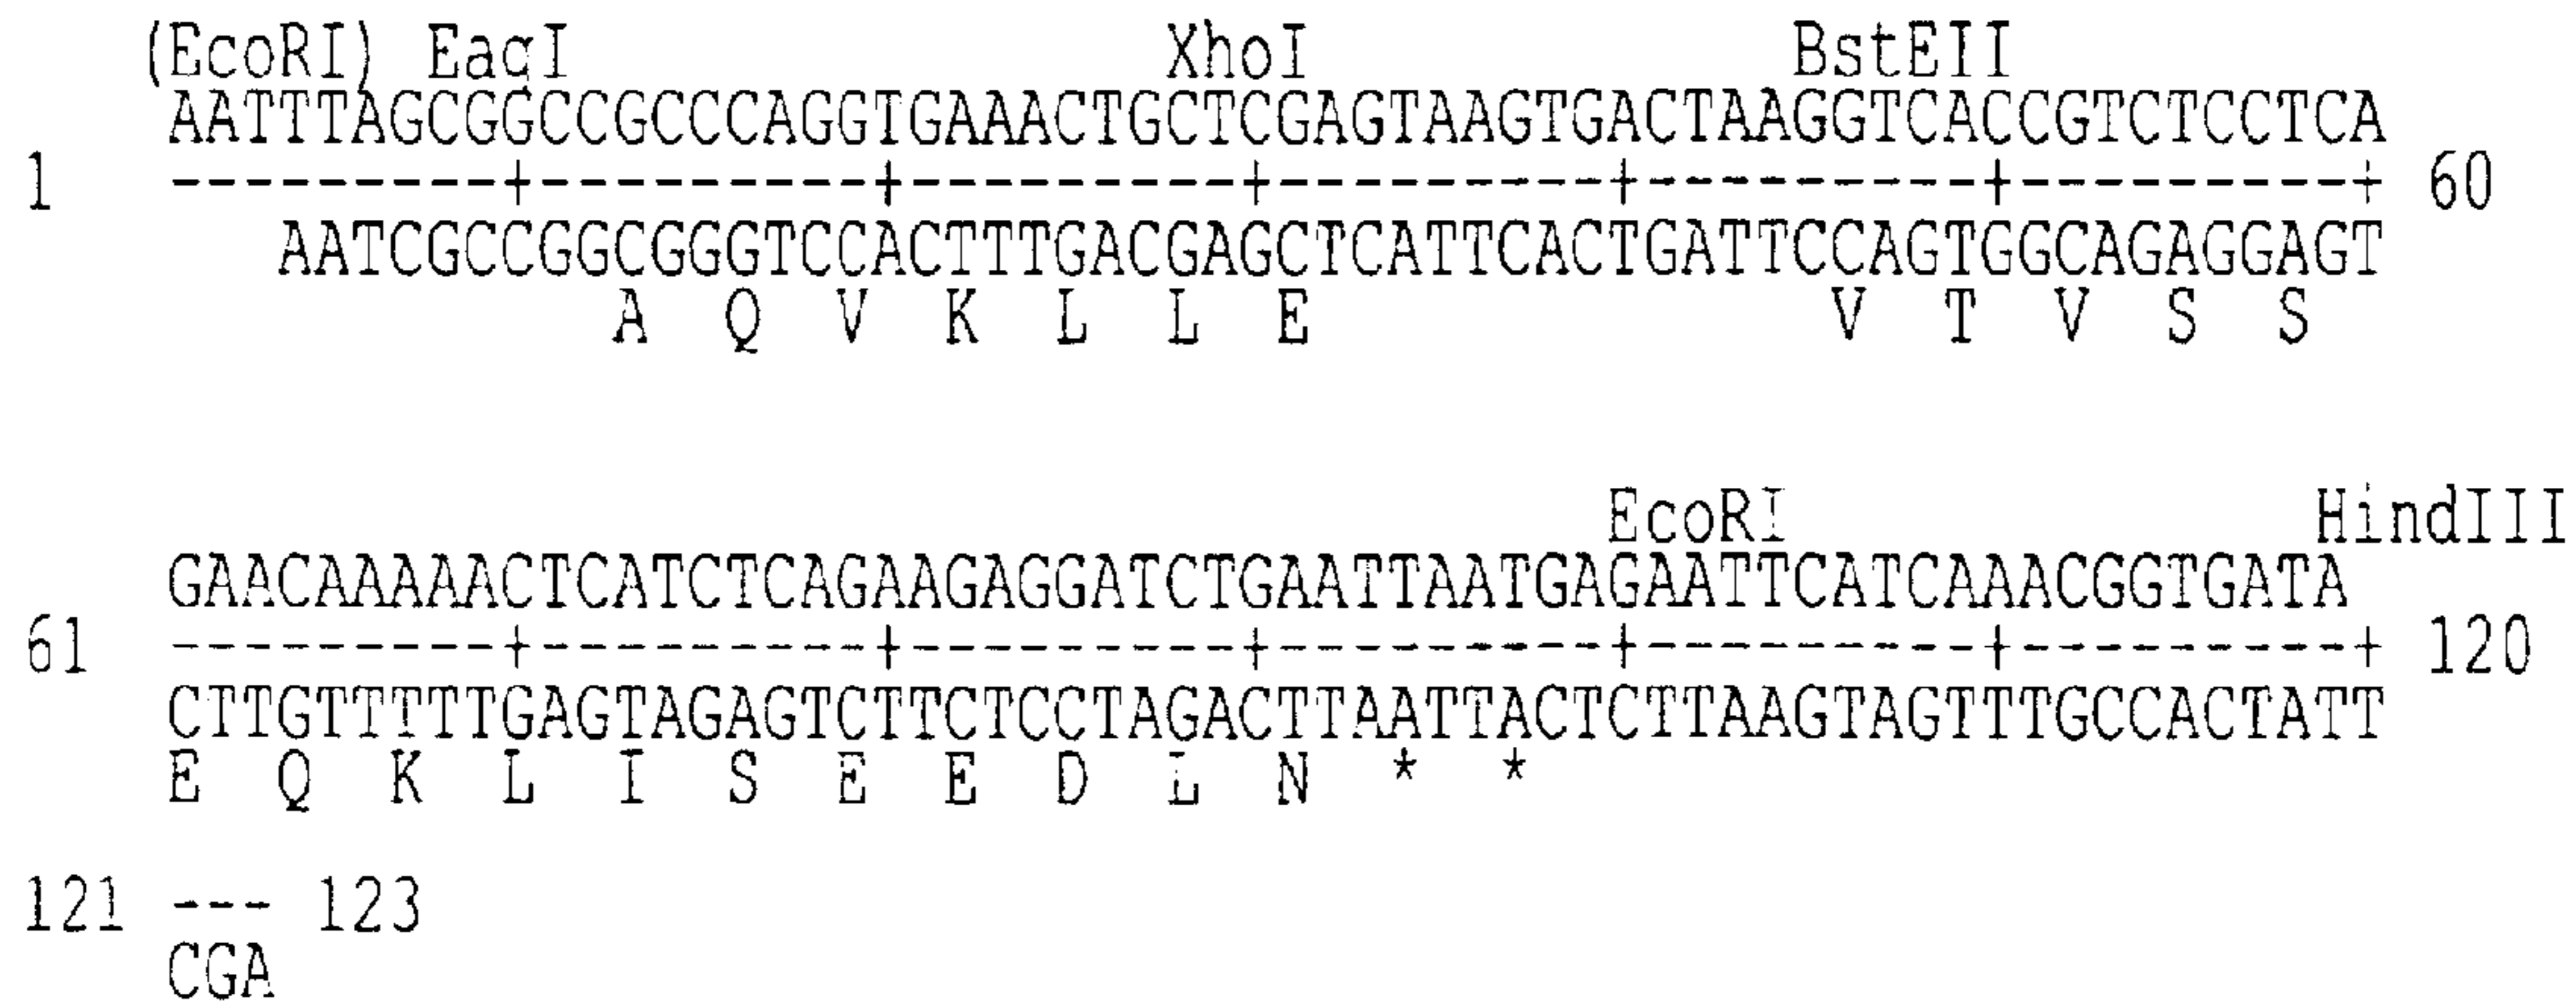 (EcoRI) EagI XhoI BstEII
AATTTAGCGGCCGCCCAGGTGAAACTGCTCGAGTAAGTGACTAAGGTCACCGTCTCCTCA
1 ---------+---------+---------+---------+---------+---------+ 60
AATCGCCGGCGGGTCCACTTTGACGAGCTCATTCACTGATTCCAGTGGCAGAGGAGT
A Q V K L L E V T V S S
EcoRI HindIII
GAACAAAAACTCATCTCAGAAGAGGATCTGAATTAATGAGAATTCATCAAACGGTGATA
61 ---------+---------+---------+---------+---------+---------+ 120
CTTGTTTTTGAGTAGAGTCTTCTCCTAGACTTAATTACTCTTAAGTAGTTTGCCACTATT
E Q K L I S E E D L N * *
121 --- 123
CGA